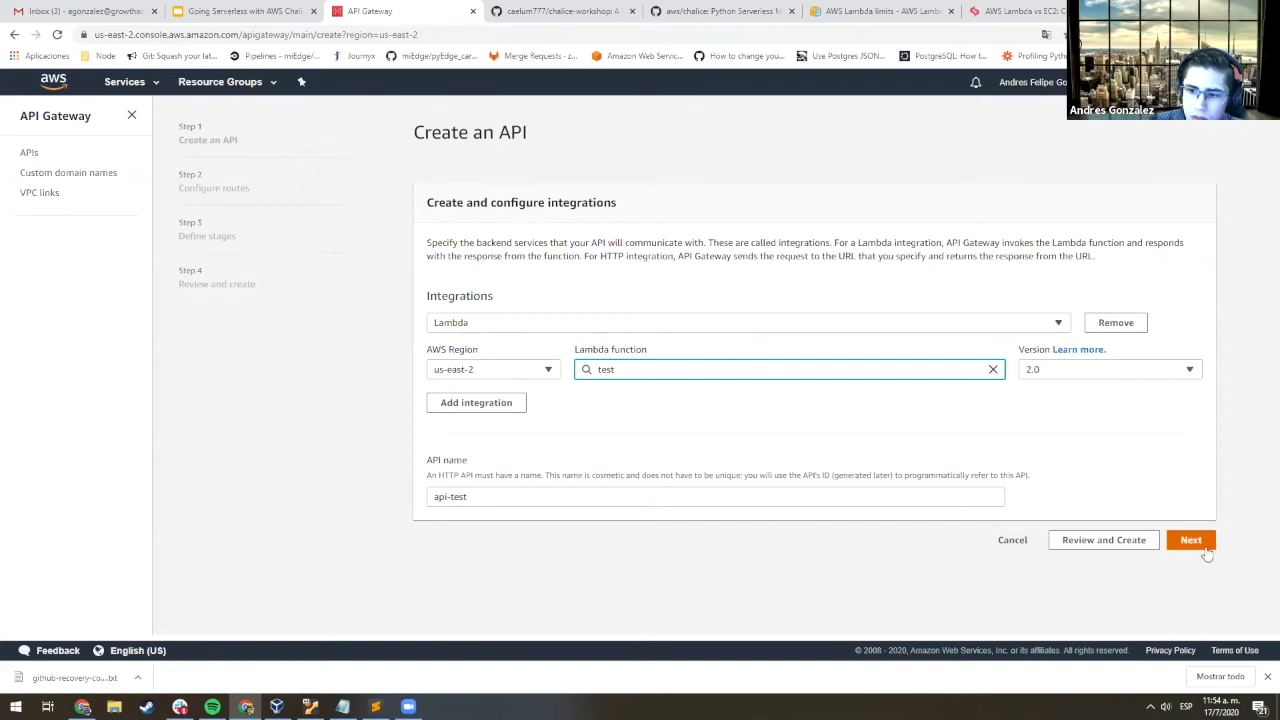 Inbox (3) - agonzalez@growthac
Going Serverless with AWS Chali
API Gateway
caelum777/chalice-workshop: A
aws/chalice: Python Serverless M
AWS Lambda limits - AWS Lamb
AWS Lambda vs EC2: C
us-east-2.console.aws.amazon.com/apigateway/main/create?region=us-east-2
Aplicaciones
Node
Git Squash your lat...
Pipelines - miEdge/...
Journyx
miEdge/pyEdge_car...
Merge Requests · z...
Amazon Web Servic...
How to change you...
Use Postgres JSON...
PostgreSQL: How t...
Profiling Pytho
aws
Services
Resource Groups
Andres Felipe Go
Andres Gonzalez
API Gateway
APIs
Custom domain names
VPC links
Step 1
Create an API
Step 2
Configure routes
Step 3
Define stages
Step 4
Review and create
Create an API
Create and configure integrations
Specify the backend services that your API will communicate with. These are called integrations. For a Lambda integration, API Gateway invokes the Lambda function and responds
with the response from the function. For HTTP integration, API Gateway sends the request to the URL that you specify and returns the response from the URL.
Integrations
Lambda
Remove
AWS Region
Lambda function
Version Learn more.
us-east-2
test
2.0
Add integration
API name
An HTTP API must have a name. This name is cosmetic and does not have to be unique; you will use the API's ID (generated later) to programmatically refer to this API.
api-test
Cancel
Review and Create
Next
Feedback
English (US)
© 2008 - 2020, Amazon Web Services, Inc. or its affiliates. All rights reserved.
Privacy Policy
Terms of Use
github-recovery-co....txt
Mostrar todo
ESP
11:54 a. m.
17/7/2020
21